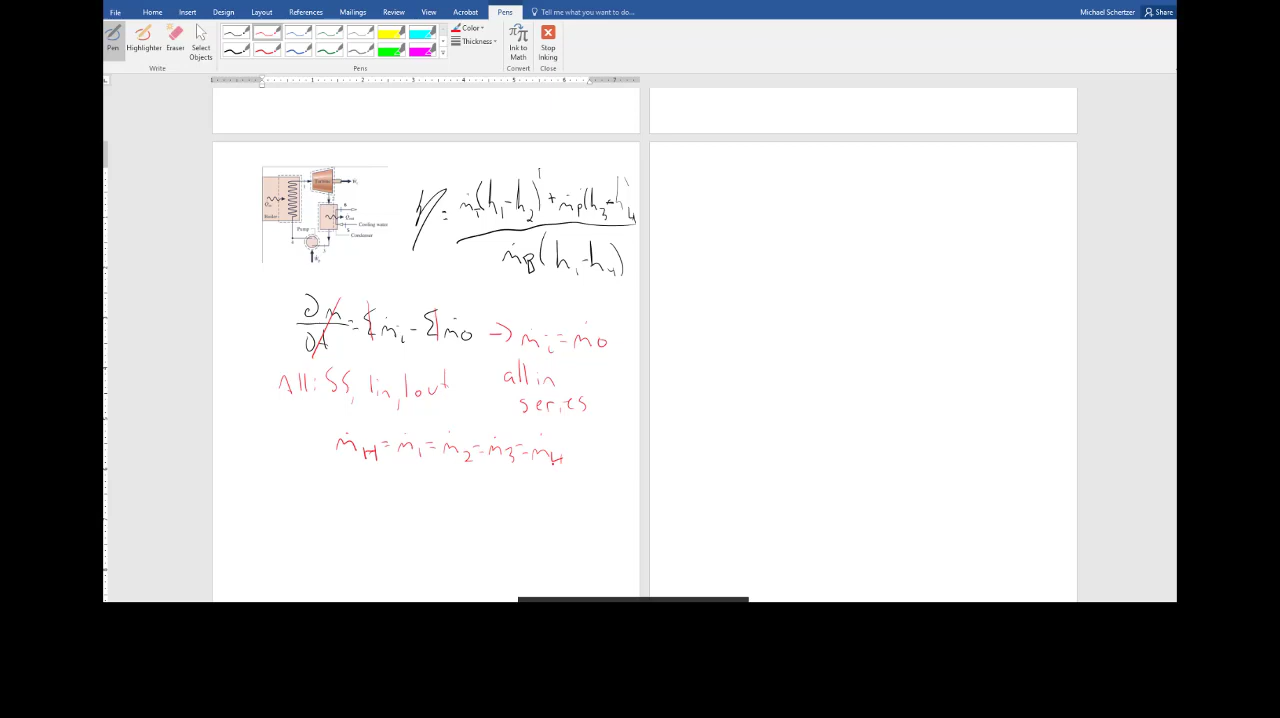 File Home Insert Design Layout References Mailings Review View Acrobat Pens Tell me what you want to do... Michael Schertzer Share
Pen Highlighter Eraser Select Objects
Color
Thickness
Ink to Math
Stop Inking
Write Pens Convert Close
Boiler
Turbine
Pump
Cooling water
Condenser
η = ṁT(h1-h2) + ṁP(h3-h4)
ṁB(h1-h4)
∂m/∂t = Σṁi - Σṁo → ṁi = ṁo
All: SS, 1in, 1out
all in
series
ṁ4 = ṁ1 = ṁ2 = ṁ3 = ṁ4